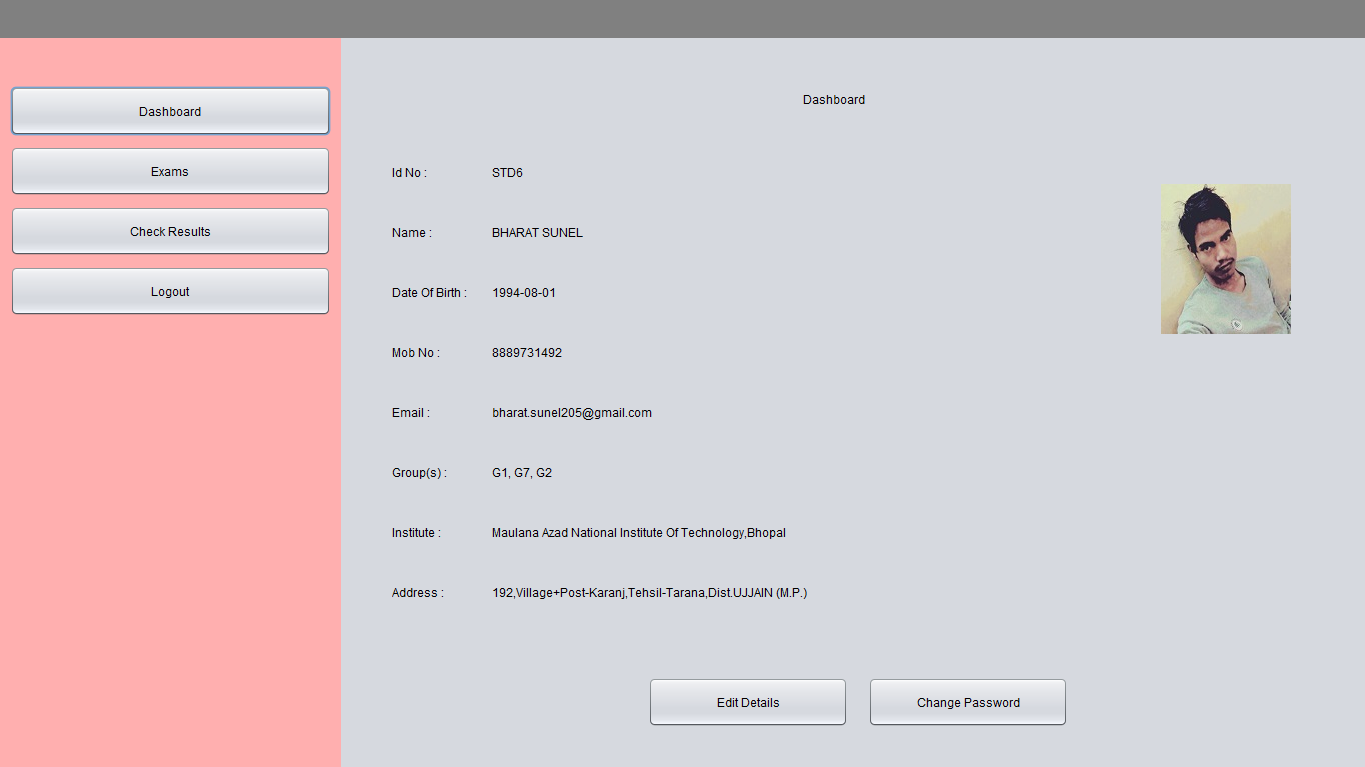 Dashboard
Exams
Check Results
Logout
Dashboard
Id No : STD6
Name : BHARAT SUNEL
Date Of Birth : 1994-08-01
Mob No : 8889731492
Email : bharat.sunel205@gmail.com
Group(s) : G1, G7, G2
Institute : Maulana Azad National Institute Of Technology,Bhopal
Address : 192,Village+Post-Karanj,Tehsil-Tarana,Dist.UJJAIN (M.P.)
Edit Details
Change Password